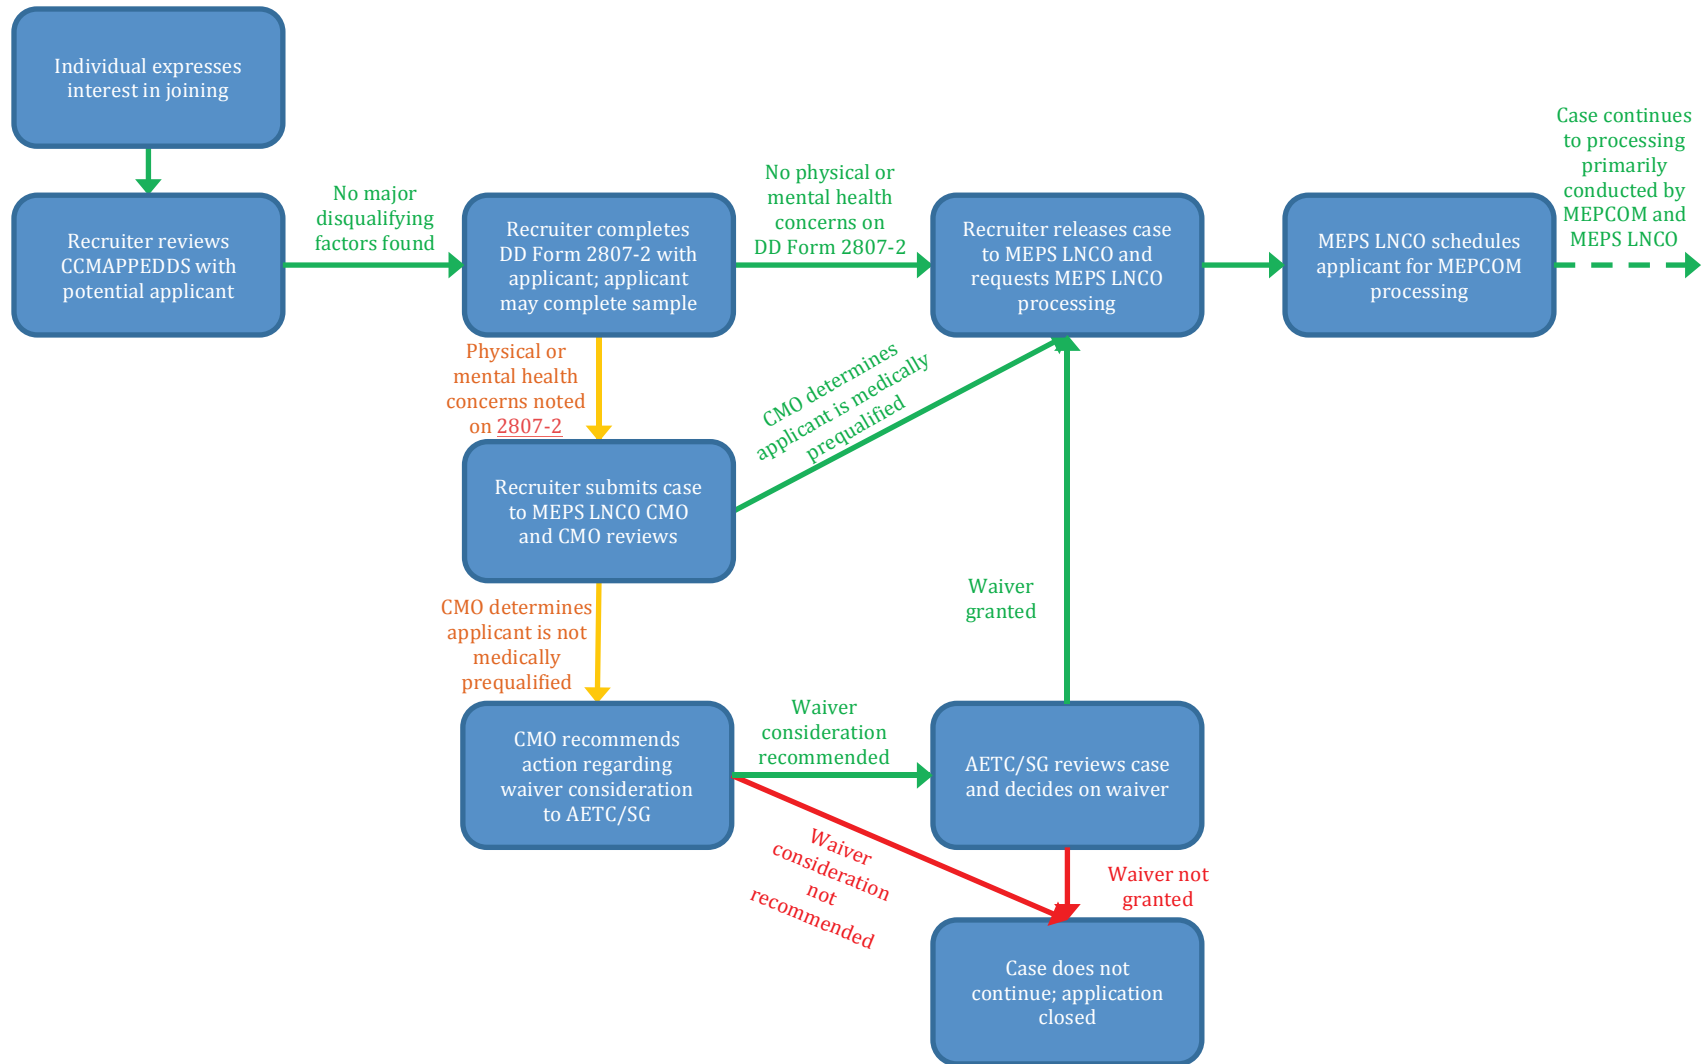 Individual expresses
interest in joining
Recruiter reviews
CCMAPPEDDS with
potential applicant
No major
disqualifying
factors found
Recruiter completes
DD Form 2807-2 with
applicant; applicant
may complete sample
No physical or
mental health
concerns on
DD Form 2807-2
Recruiter releases case
to MEPS LNCO and
requests MEPS LNCO
processing
MEPS LNCO schedules
applicant for MEPCOM
processing
Case continues
to processing
primarily
conducted by
MEPCOM and
MEPS LNCO
Physical or
mental health
concerns noted
on 2807-2
Recruiter submits case
to MEPS LNCO CMO
and CMO reviews
CMO determines
applicant is medically
prequalified
CMO determines
applicant is not
medically
prequalified
CMO recommends
action regarding
waiver consideration
to AETC/SG
Waiver
consideration
recommended
AETC/SG reviews case
and decides on waiver
Waiver
granted
Waiver
consideration
not
recommended
Waiver not
granted
Case does not
continue; application
closed